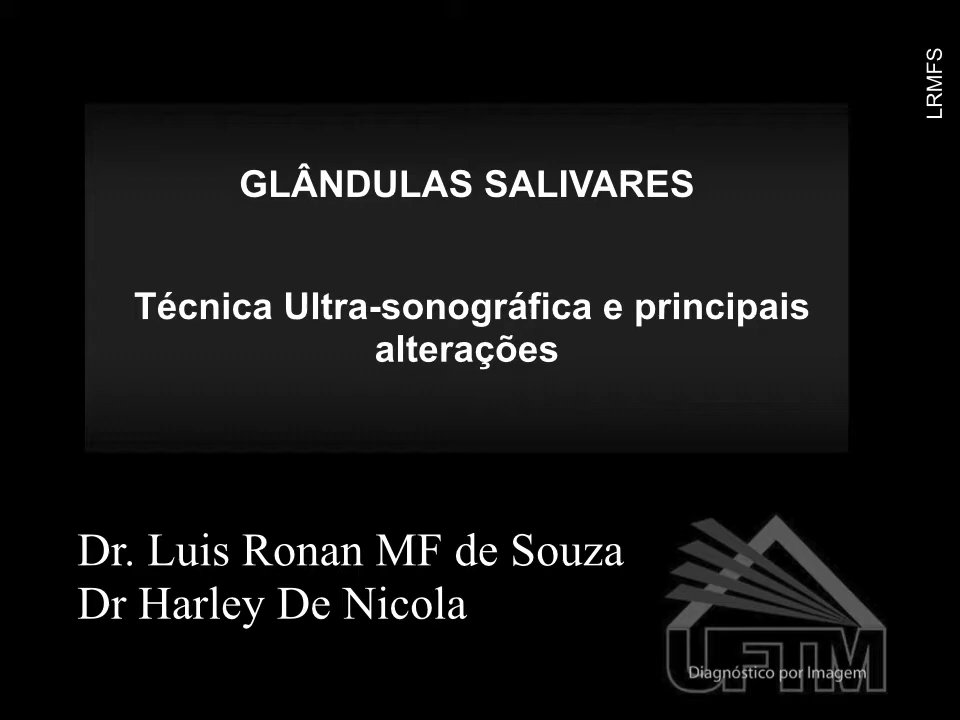 LRMFS
GLÂNDULAS SALIVARES
Técnica Ultra-sonográfica e principais
alterações
Dr. Luis Ronan MF de Souza
Dr Harley De Nicola
UFTM
Diagnóstico por Imagem